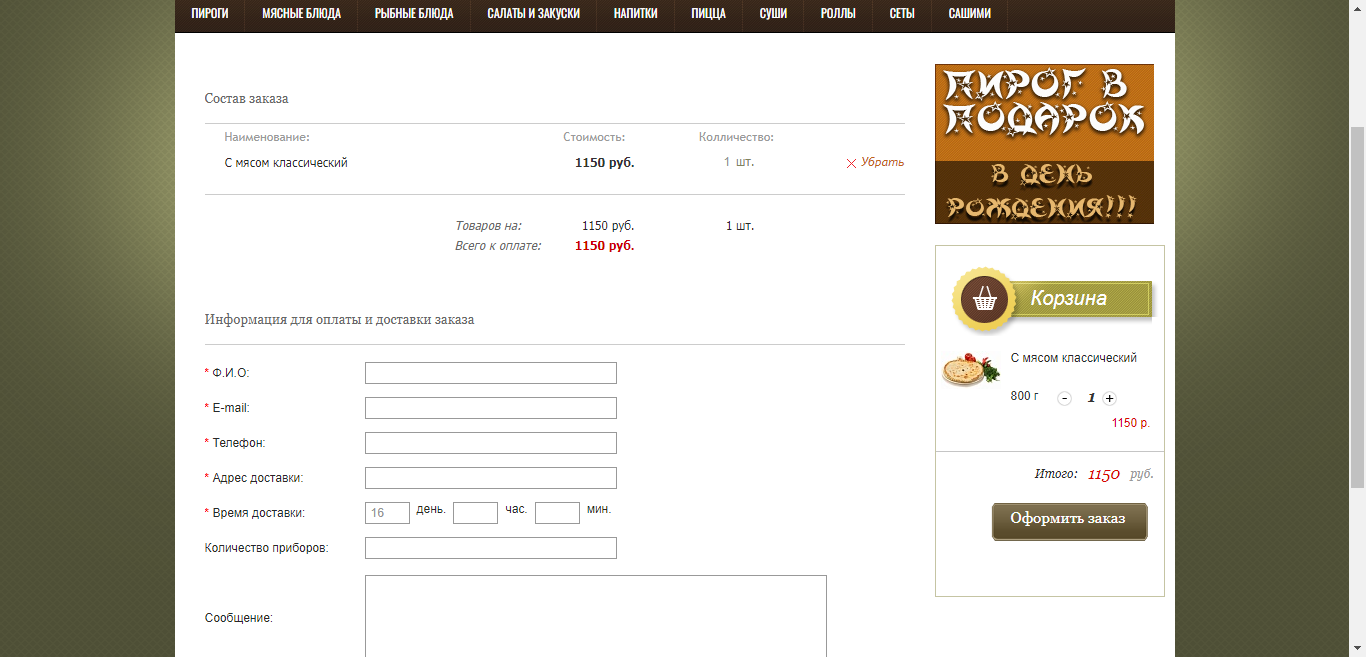 ПИРОГИ МЯСНЫЕ БЛЮДА РЫБНЫЕ БЛЮДА САЛАТЫ И ЗАКУСКИ НАПИТКИ ПИЦЦА СУШИ РОЛЛЫ СЕТЫ САШИМИ
Состав заказа
Наименование: Стоимость: Колличество:
С мясом классический 1150 руб. 1 шт. Убрать
Товаров на: 1150 руб. 1 шт.
Всего к оплате: 1150 руб.
Информация для оплаты и доставки заказа
* Ф.И.О:
* E-mail:
* Телефон:
* Адрес доставки:
* Время доставки: 16 день. час. мин.
Количество приборов:
Сообщение:
ПИРОГ В
ПОДАРОК
В ДЕНЬ
РОЖДЕНИЯ!!!
Корзина
С мясом классический
800 г - 1 +
1150 р.
Итого: 1150 руб.
Оформить заказ